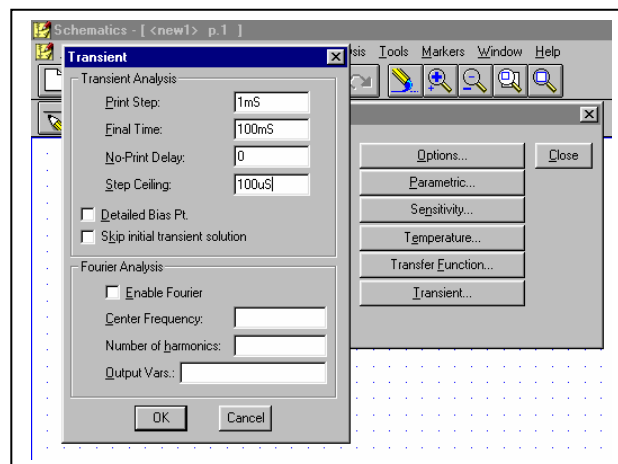 Schematics - [ <new1> p.1 ]
sis Tools Markers Window Help
Transient
Transient Analysis
Print Step: 1mS
Final Time: 100mS
No-Print Delay: 0
Step Ceiling: 100uS
Detailed Bias Pt.
Skip initial transient solution
Fourier Analysis
Enable Fourier
Center Frequency:
Number of harmonics:
Output Vars.:
OK Cancel
Options... Close
Parametric...
Sensitivity...
Temperature...
Transfer Function...
Transient...